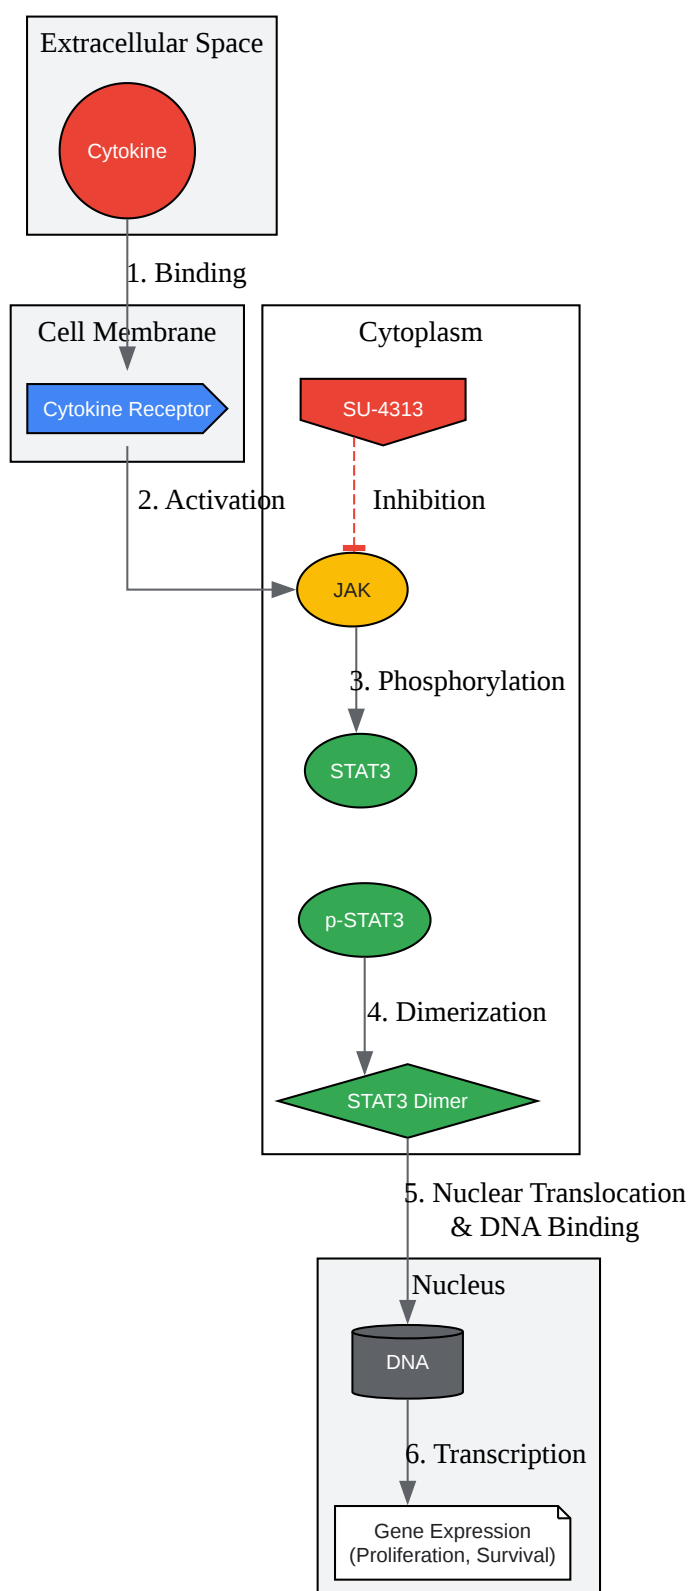 Extracellular Space
Cytokine
1. Binding
Cell Membrane
Cytokine Receptor
Cytoplasm
SU-4313
2. Activation
Inhibition
JAK
3. Phosphorylation
STAT3
p-STAT3
4. Dimerization
STAT3 Dimer
5. Nuclear Translocation
& DNA Binding
Nucleus
DNA
6. Transcription
Gene Expression
(Proliferation, Survival)